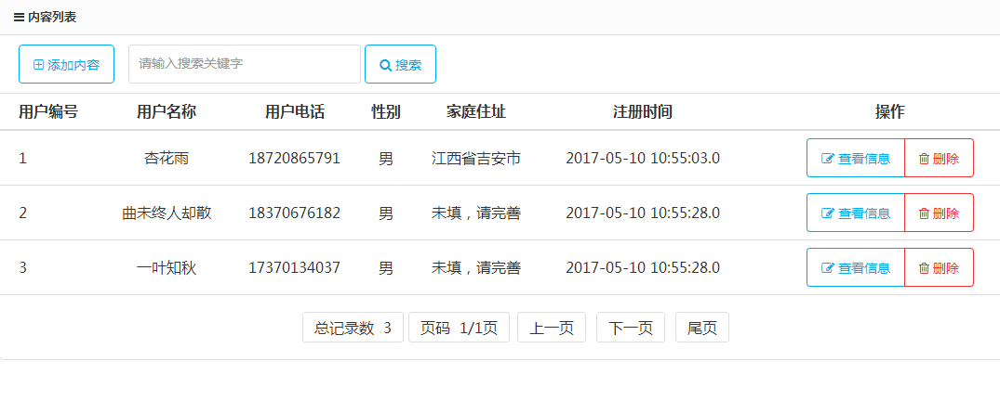 内容列表
添加内容 请输入搜索关键字 搜索
用户编号 用户名称 用户电话 性别 家庭住址 注册时间 操作
1 杏花雨 18720865791 男 江西省吉安市 2017-05-10 10:55:03.0 查看信息 删除
2 曲未终人却散 18370676182 男 未填，请完善 2017-05-10 10:55:28.0 查看信息 删除
3 一叶知秋 17370134037 男 未填，请完善 2017-05-10 10:55:28.0 查看信息 删除
总记录数 3 页码 1/1页 上一页 下一页 尾页